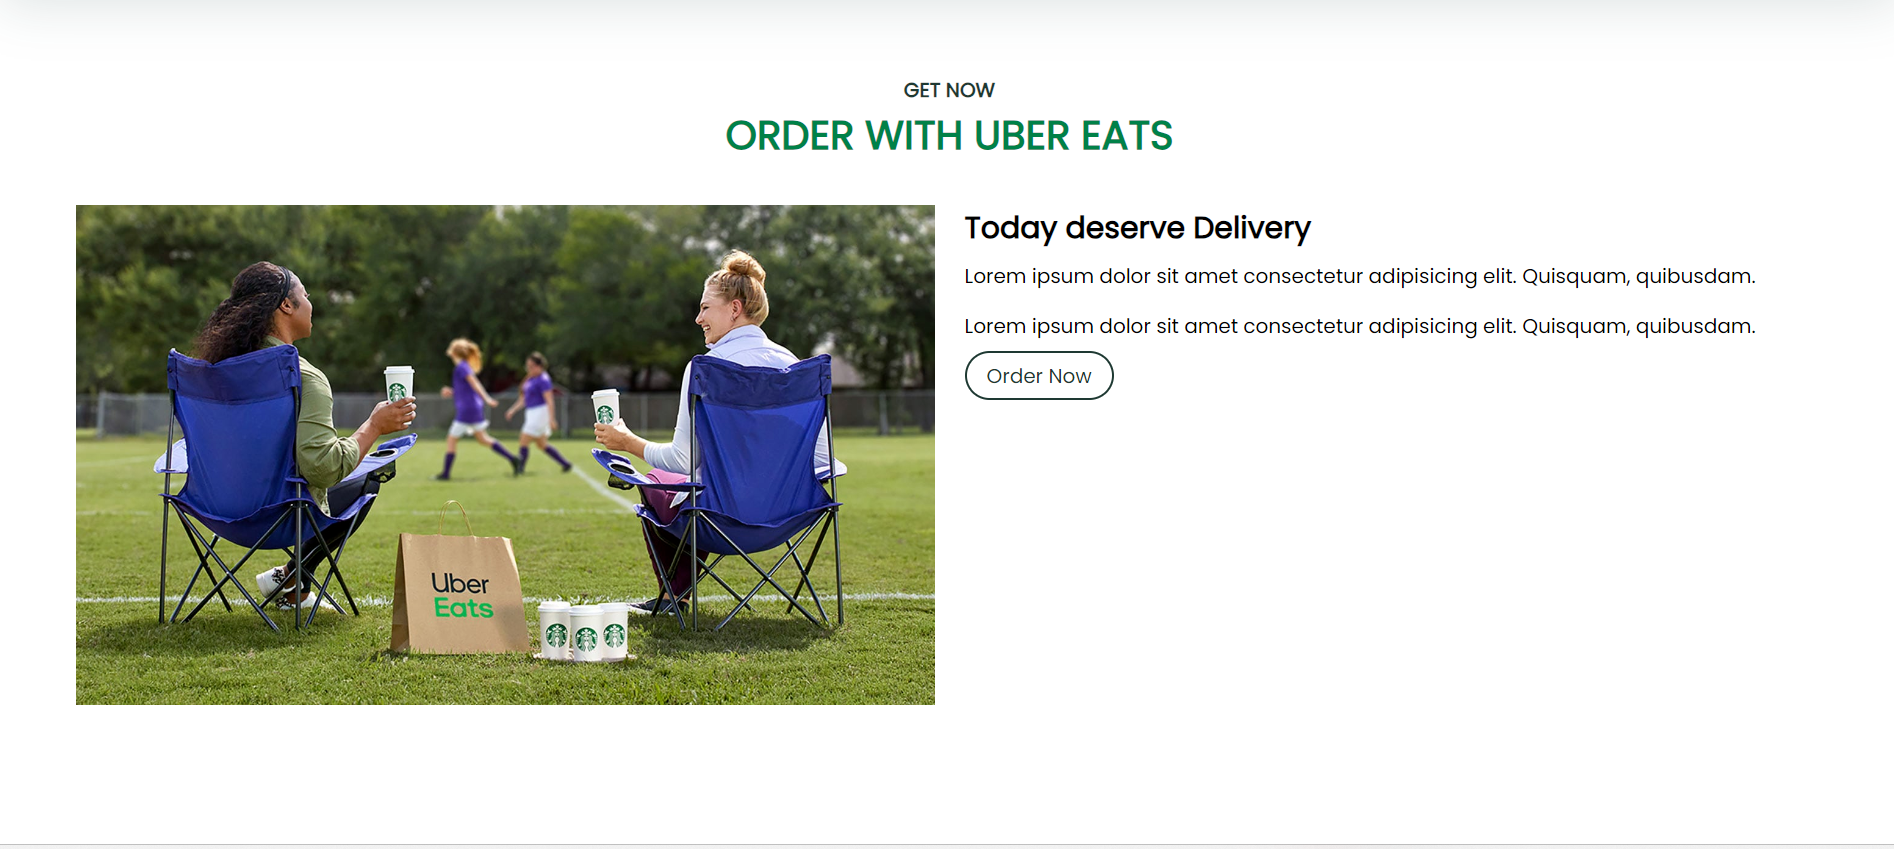 GET NOW
ORDER WITH UBER EATS
Today deserve Delivery
Lorem ipsum dolor sit amet consectetur adipisicing elit. Quisquam, quibusdam.
Lorem ipsum dolor sit amet consectetur adipisicing elit. Quisquam, quibusdam.
Order Now
Uber
Eats